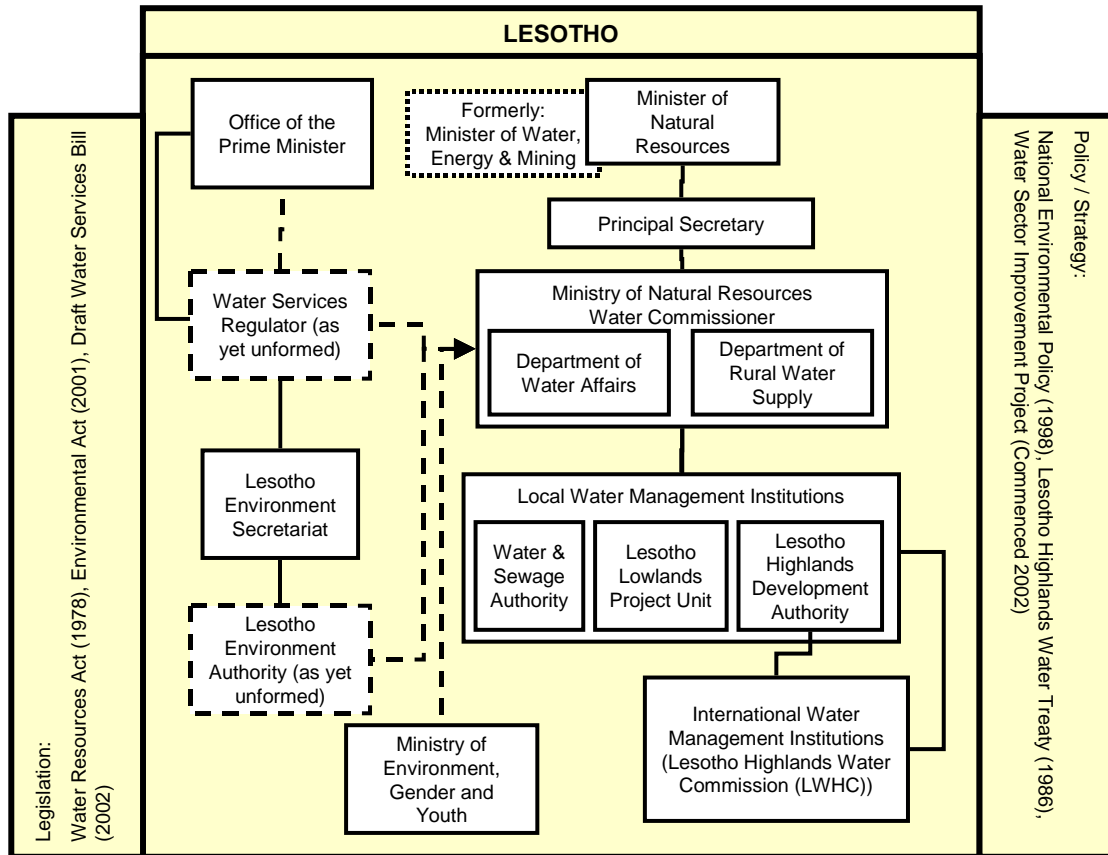 LESOTHO
Legislation:
Water Resources Act (1978), Environmental Act (2001), Draft Water Services Bill
(2002)
Office of the
Prime Minister
Water Services
Regulator (as
yet unformed)
Lesotho
Environment
Secretariat
Lesotho
Environment
Authority (as yet
unformed)
Ministry of
Environment,
Gender and
Youth
Formerly:
Minister of Water,
Energy & Mining
Minister of
Natural
Resources
Principal Secretary
Ministry of Natural Resources
Water Commissioner
Department of
Water Affairs
Department of
Rural Water
Supply
Local Water Management Institutions
Water &
Sewage
Authority
Lesotho
Lowlands
Project Unit
Lesotho
Highlands
Development
Authority
International Water
Management Institutions
(Lesotho Highlands Water
Commission (LWHC))
Policy / Strategy:
National Environmental Policy (1998), Lesotho Highlands Water Treaty (1986),
Water Sector Improvement Project (Commenced 2002)